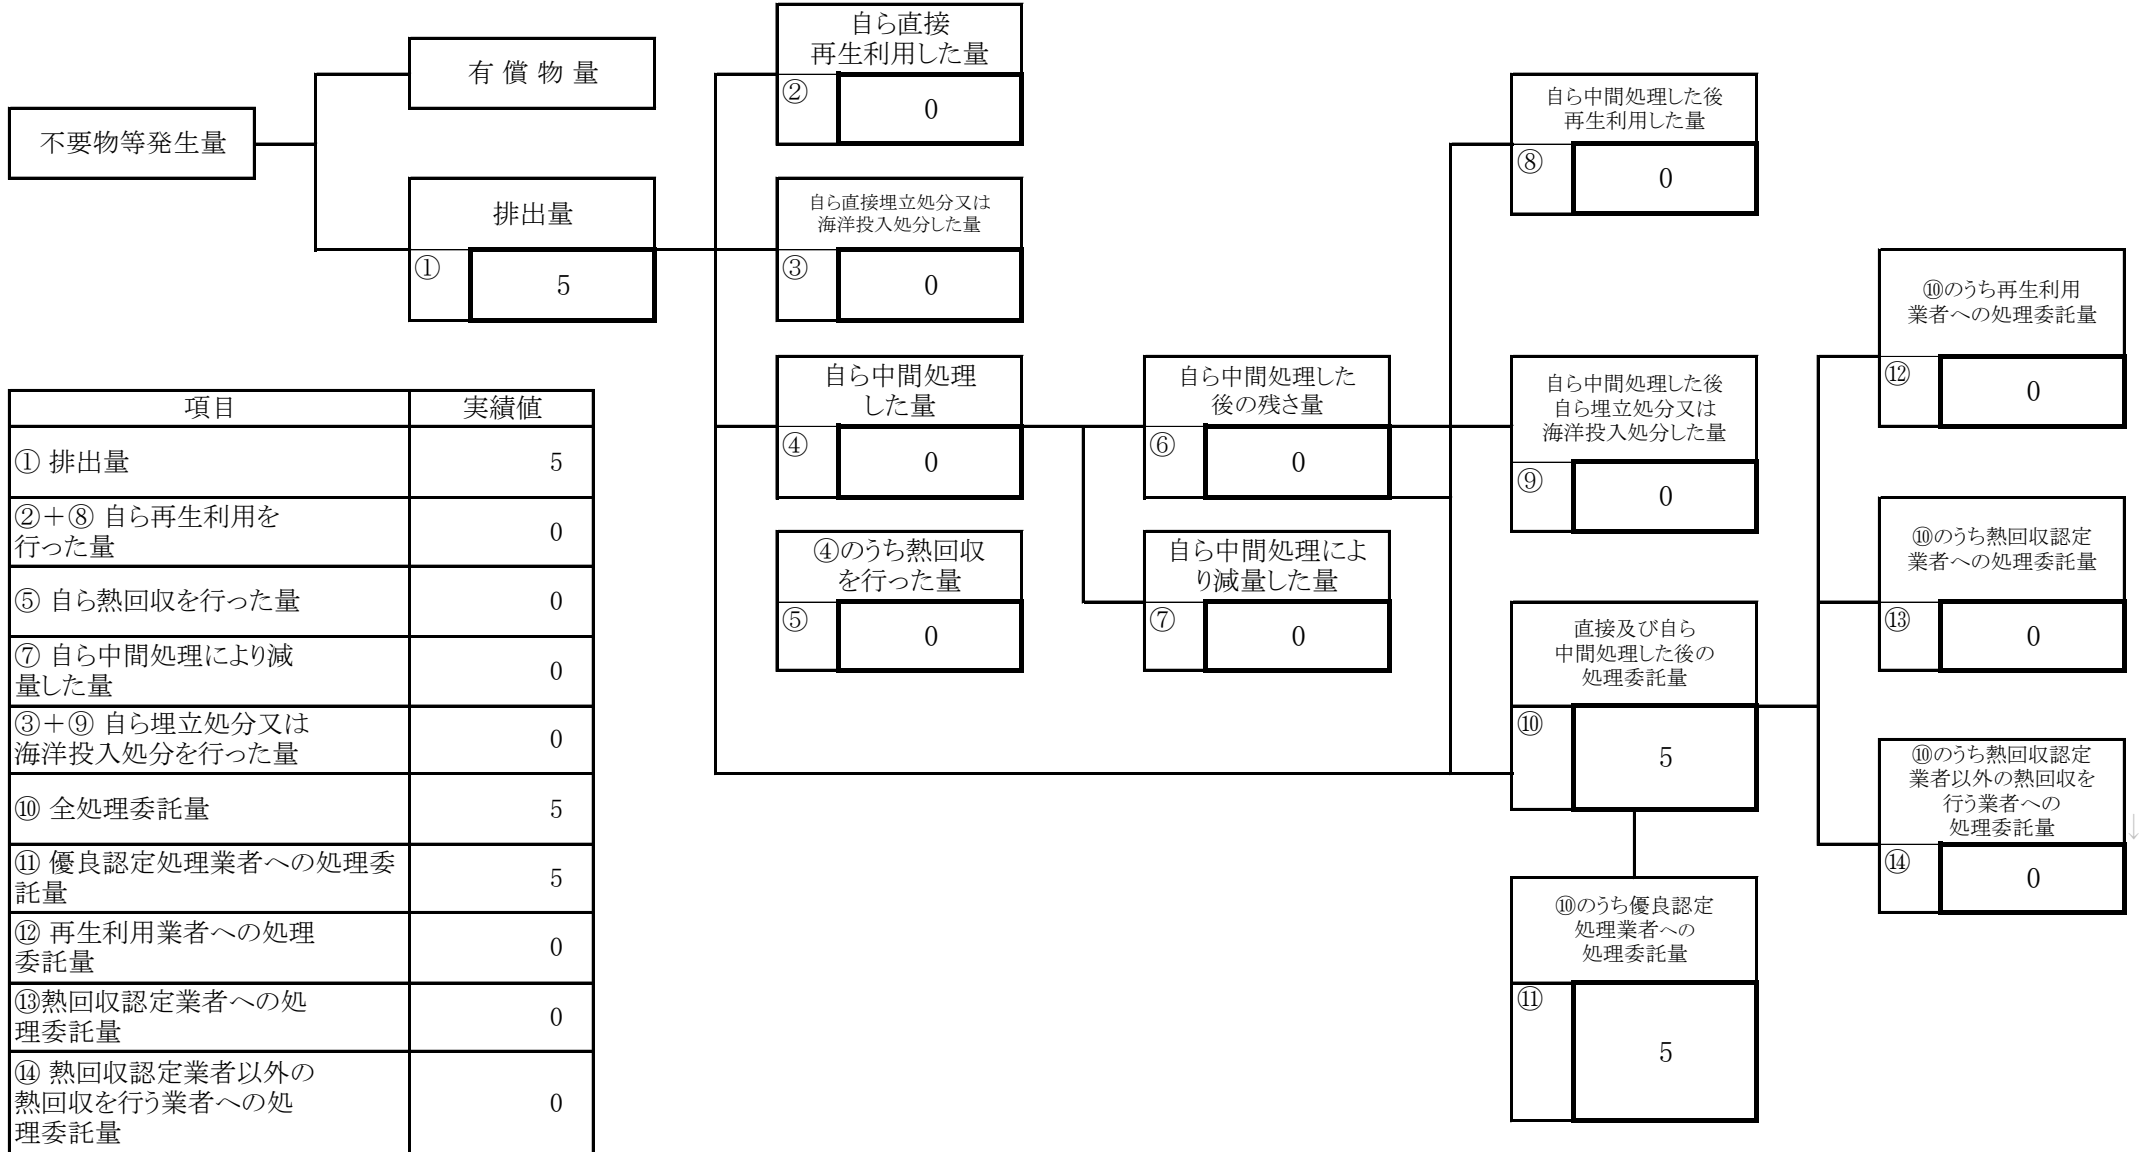 不要物等発生量
有 償 物 量
排出量
①
5
自ら直接
再生利用した量
②
0
自ら直接埋立処分又は
海洋投入処分した量
③
0
自ら中間処理
した量
④
0
④のうち熱回収
を行った量
⑤
0
自ら中間処理した
後の残さ量
⑥
0
自ら中間処理によ
り減量した量
⑦
0
自ら中間処理した後
再生利用した量
⑧
0
自ら中間処理した後
自ら埋立処分又は
海洋投入処分した量
⑨
0
直接及び自ら
中間処理した後の
処理委託量
⑩
5
⑩のうち優良認定
処理業者への
処理委託量
⑪
5
⑩のうち再生利用
業者への処理委託量
⑫
0
⑩のうち熱回収認定
業者への処理委託量
⑬
0
⑩のうち熱回収認定
業者以外の熱回収を
行う業者への
処理委託量
⑭
0
↓
項目 実績値
① 排出量 5
②＋⑧ 自ら再生利用を
行った量 0
⑤ 自ら熱回収を行った量 0
⑦ 自ら中間処理により減
量した量 0
③＋⑨ 自ら埋立処分又は
海洋投入処分を行った量 0
⑩ 全処理委託量 5
⑪ 優良認定処理業者への処理委
託量 5
⑫ 再生利用業者への処理
委託量 0
⑬熱回収認定業者への処
理委託量 0
⑭ 熱回収認定業者以外の
熱回収を行う業者への処
理委託量 0